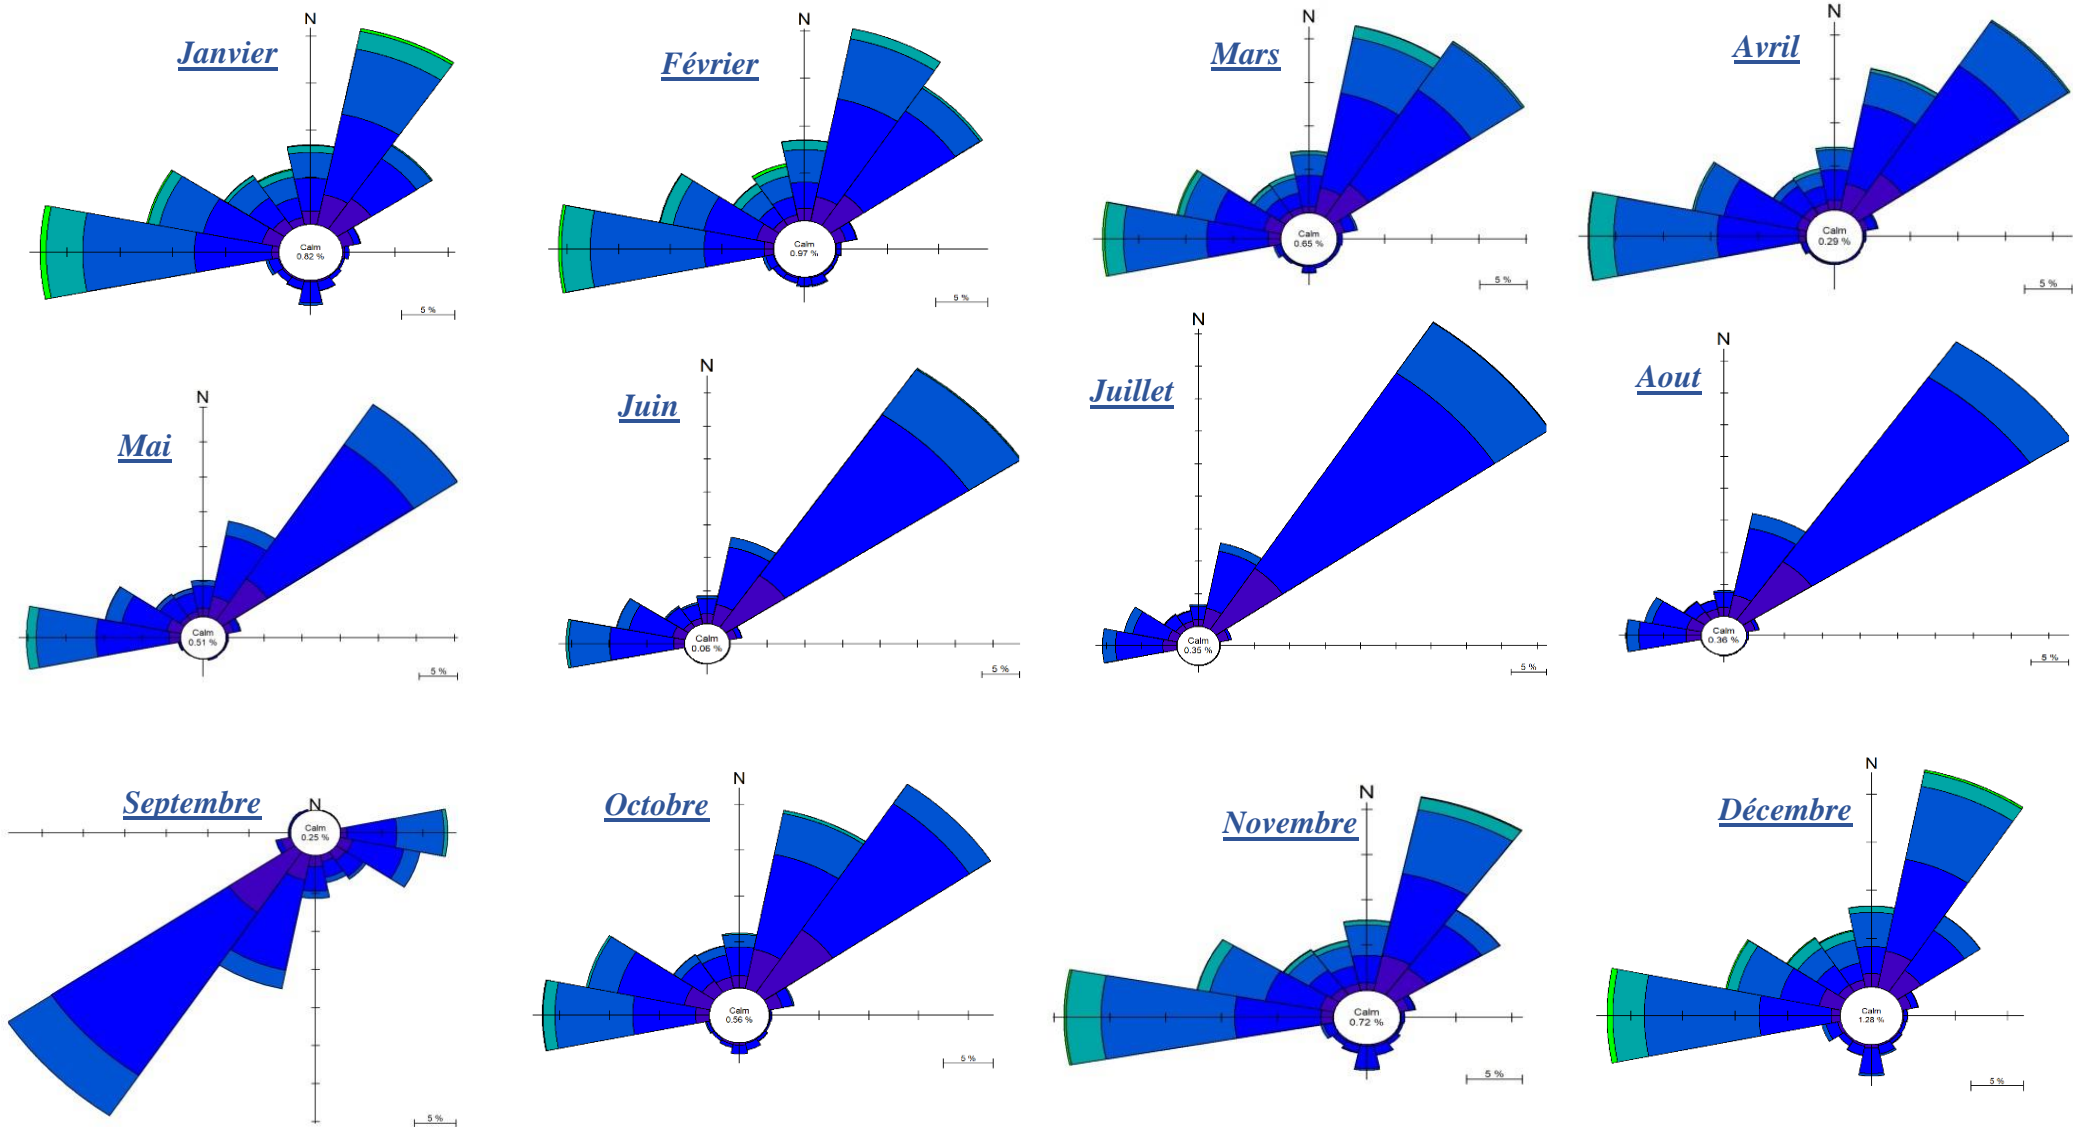 N
Janvier
Calm
0.82 %
5 %
N
Février
Calm
0.97 %
5 %
N
Mars
Calm
0.65 %
5 %
N
Avril
Calm
0.29 %
5 %
N
Mai
Calm
0.51 %
5 %
N
Juin
Calm
0.06 %
5 %
N
Juillet
Calm
0.35 %
5 %
N
Aout
Calm
0.36 %
5 %
N
Septembre
Calm
0.25 %
5 %
N
Octobre
Calm
0.56 %
5 %
N
Novembre
Calm
0.72 %
5 %
N
Décembre
Calm
1.28 %
5 %